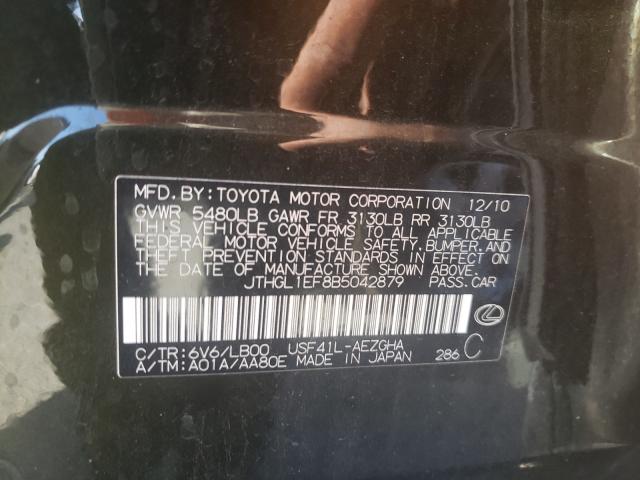 MFD. BY: TOYOTA MOTOR CORPORATION 12/10
GVWR 5480LB GAWR FR 3130LB RR 3130LB
THIS VEHICLE CONFORMS TO ALL APPLICABLE
FEDERAL MOTOR VEHICLE SAFETY, BUMPER, AND
THEFT PREVENTION STANDARDS IN EFFECT ON
THE DATE OF MANUFACTURE SHOWN ABOVE.
JTHGL1EF8B5042879 PASS.CAR
C/TR: 6V6/LB00 USF41L-AEZGHA
A/TM: A01A/AA80E MADE IN JAPAN 286 C